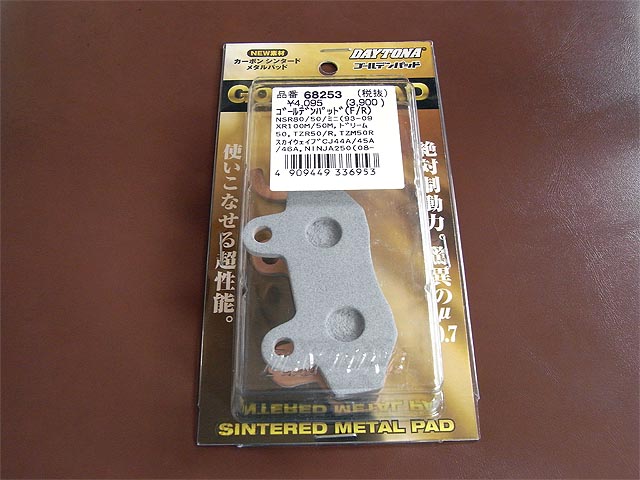 NEW素材
カーボン シンタード
メタルパッド
DAYTONA
ゴールデンパッド
品番 68253 (税抜)
¥4,095 (3,900)
ｺﾞｰﾙﾃﾞﾝﾊﾟｯﾄﾞ(F/R)
NSR80/50/ミニ(93-09
XR100M/50M,ドリーム
50,TZR50/R,TZM50R
スカイウェイブCJ44A/45A
/46A,NINJA250(08-
4 909449 336953
使いこなせる超性能。
絶対制動力。驚異のμ
0.7
SINTERED METAL PAD